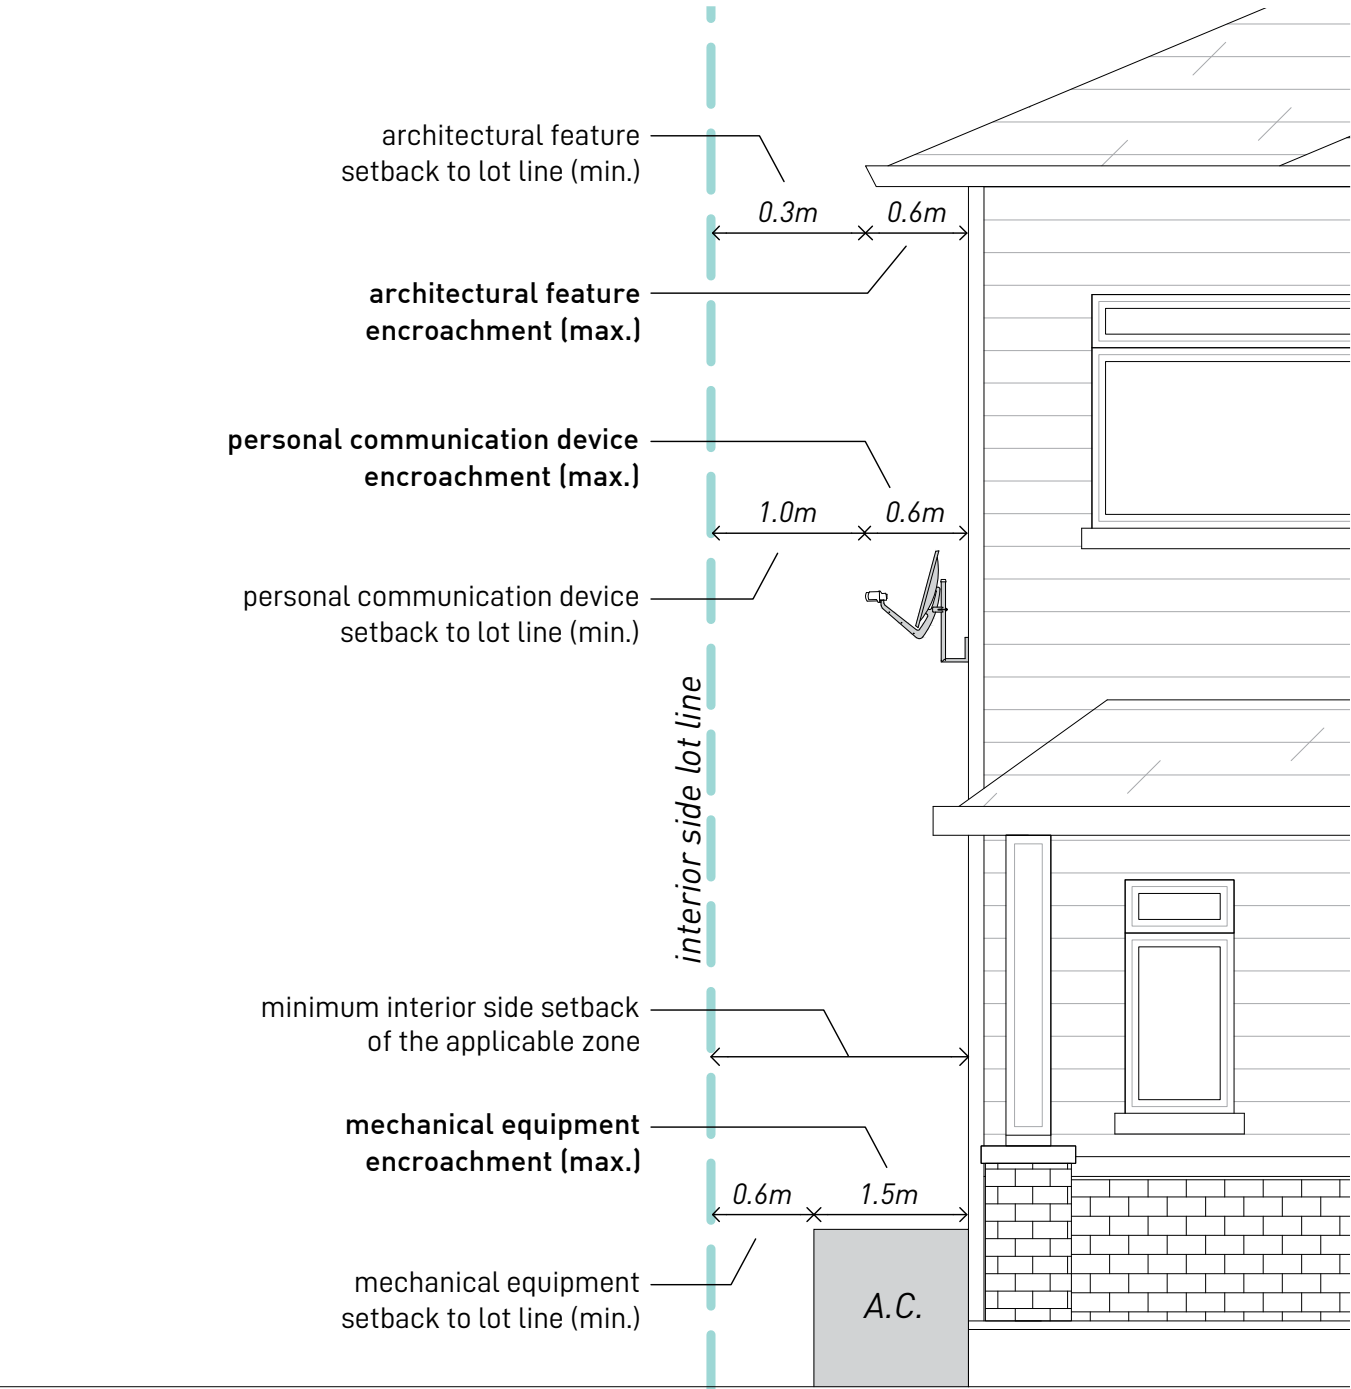 architectural feature
setback to lot line (min.)
0.3m
0.6m
architectural feature
encroachment (max.)
personal communication device
encroachment (max.)
1.0m
0.6m
personal communication device
setback to lot line (min.)
interior side lot line
minimum interior side setback
of the applicable zone
mechanical equipment
encroachment (max.)
0.6m
1.5m
mechanical equipment
setback to lot line (min.)
A.C.